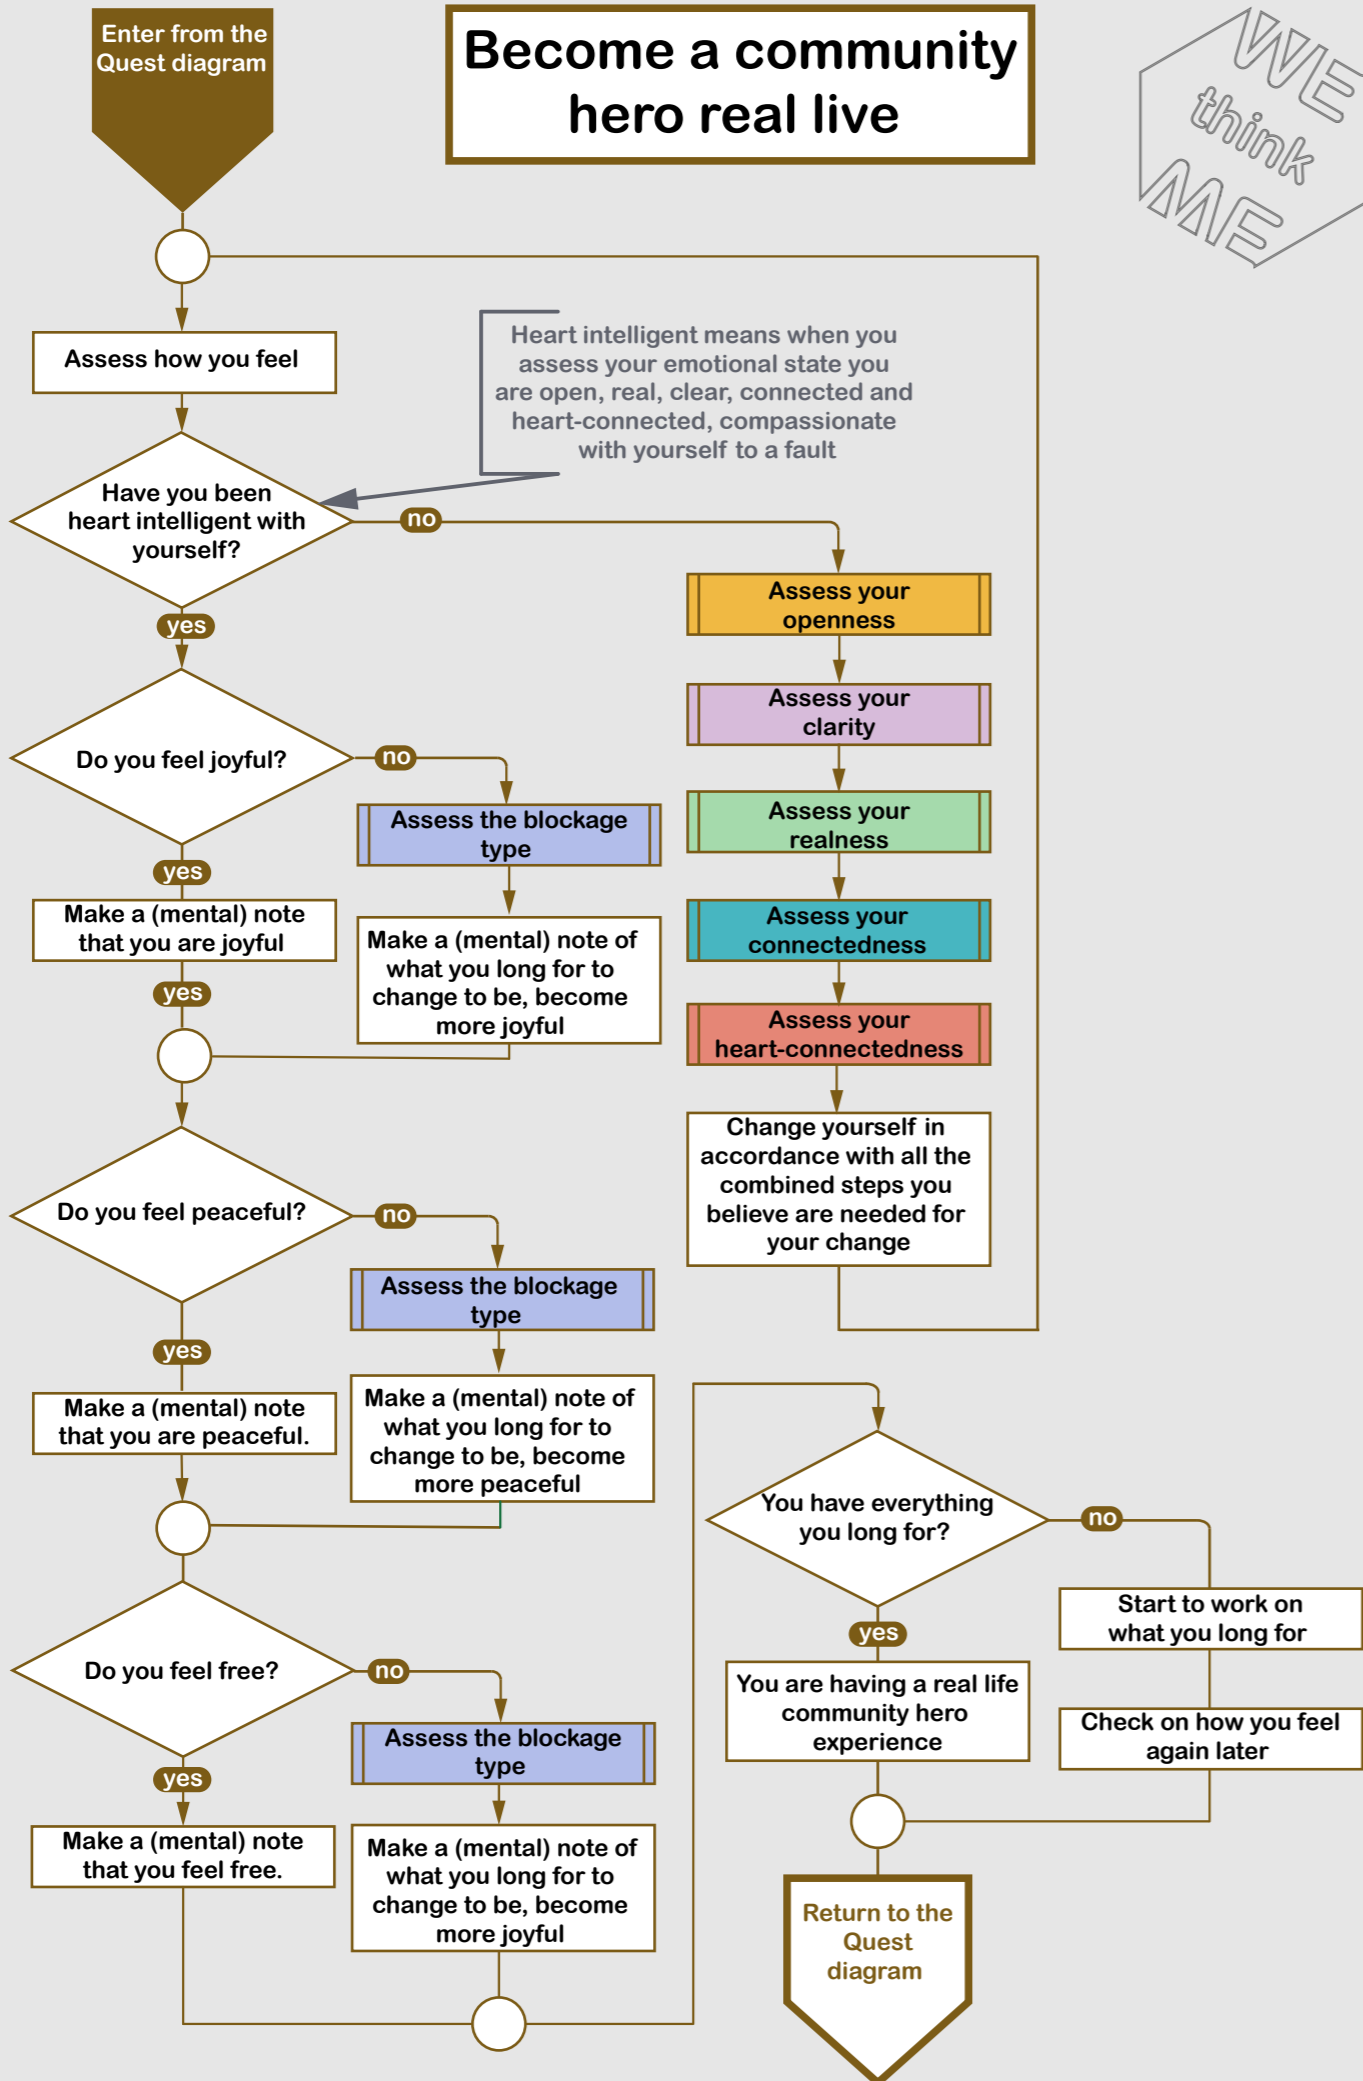 Enter from the
Quest diagram
Become a community
hero real live
WE
think
ME
Assess how you feel
Heart intelligent means when you
assess your emotional state you
are open, real, clear, connected and
heart-connected, compassionate
with yourself to a fault
Have you been
heart intelligent with
yourself?
no
yes
Assess your
openness
Assess your
clarity
Assess your
realness
Assess your
connectedness
Assess your
heart-connectedness
Change yourself in
accordance with all the
combined steps you
believe are needed for
your change
Do you feel joyful?
no
Assess the blockage
type
Make a (mental) note of
what you long for to
change to be, become
more joyful
yes
Make a (mental) note
that you are joyful
yes
Do you feel peaceful?
no
Assess the blockage
type
Make a (mental) note of
what you long for to
change to be, become
more peaceful
yes
Make a (mental) note
that you are peaceful.
Do you feel free?
no
Assess the blockage
type
Make a (mental) note of
what you long for to
change to be, become
more joyful
yes
Make a (mental) note
that you feel free.
You have everything
you long for?
no
Start to work on
what you long for
Check on how you feel
again later
yes
You are having a real life
community hero
experience
Return to the
Quest
diagram